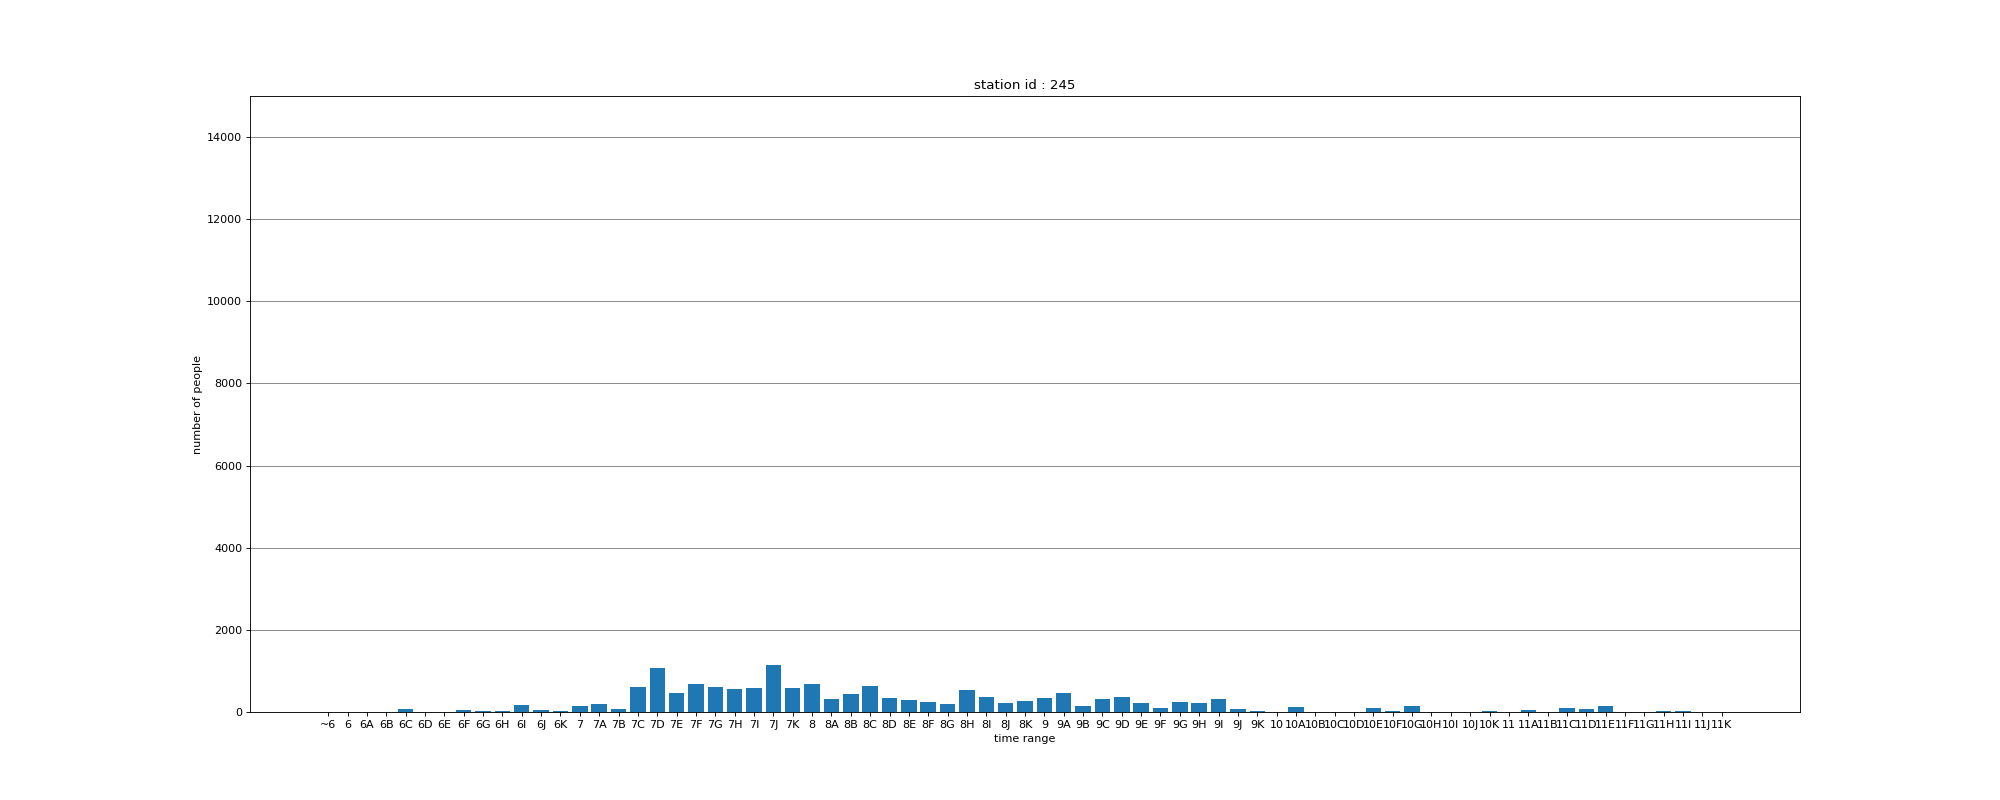 station id : 245
14000
12000
10000
8000
6000
4000
2000
0
number of people
~6 6 6A 6B 6C 6D 6E 6F 6G 6H 6I 6J 6K 7 7A 7B 7C 7D 7E 7F 7G 7H 7I 7J 7K 8 8A 8B 8C 8D 8E 8F 8G 8H 8I 8J 8K 9 9A 9B 9C 9D 9E 9F 9G 9H 9I 9J 9K 10 10A 10B 10C 10D 10E 10F 10G 10H 10I 10J 10K 11 11A 11B 11C 11D 11E 11F 11G 11H 11I 11J 11K
time range